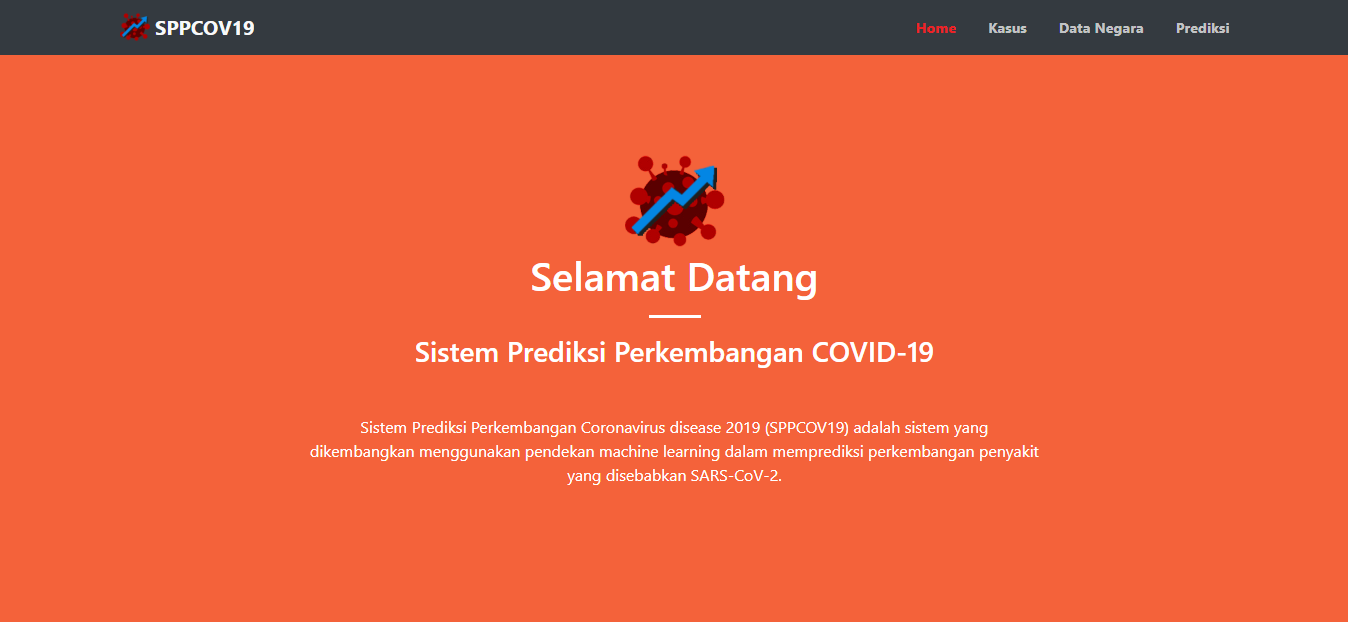 SPPCOV19
Home
Kasus
Data Negara
Prediksi
Selamat Datang
Sistem Prediksi Perkembangan COVID-19
Sistem Prediksi Perkembangan Coronavirus disease 2019 (SPPCOV19) adalah sistem yang
dikembangkan menggunakan pendekan machine learning dalam memprediksi perkembangan penyakit
yang disebabkan SARS-CoV-2.